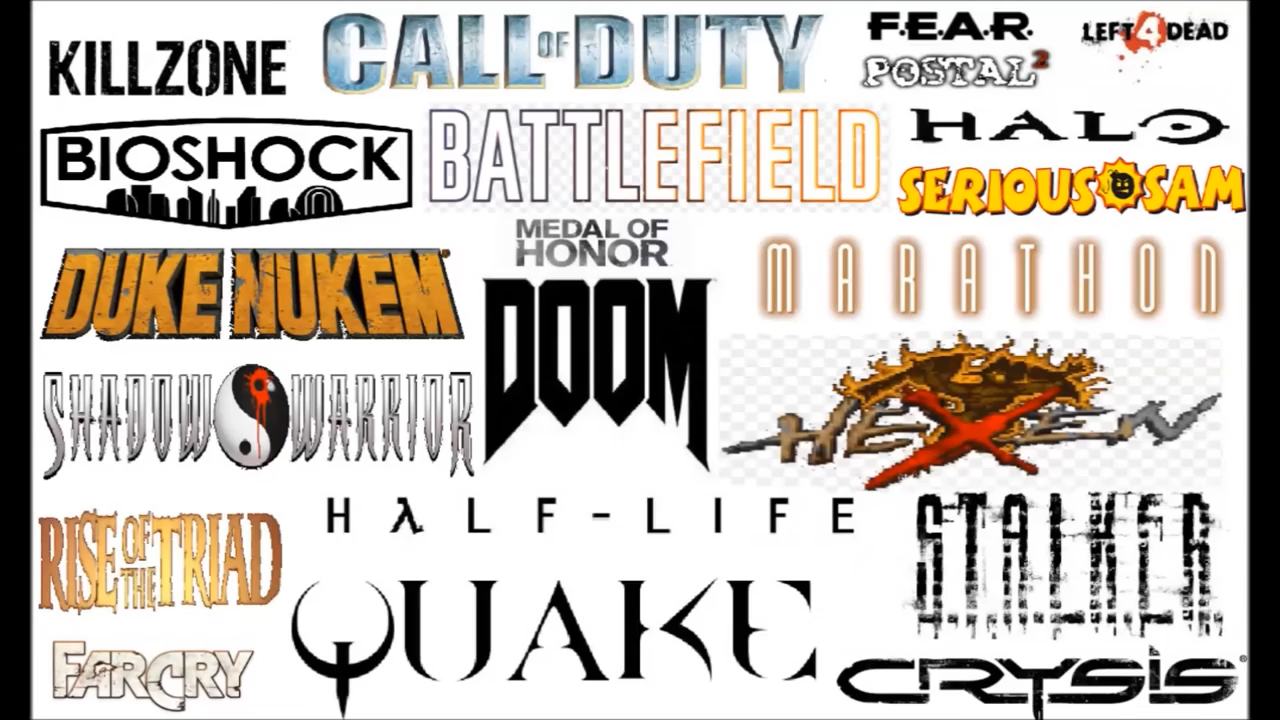 KILLZONE
CALL OF DUTY
F.E.A.R.
LEFT 4 DEAD
POSTAL 2
BIOSHOCK
BATTLEFIELD
HALO
SERIOUS SAM
DUKE NUKEM
MEDAL OF
HONOR
DOOM
MARATHON
SHADOW WARRIOR
HEXEN
RISE OF THE TRIAD
HλLF-LIFE
S.T.A.L.K.E.R.
QUAKE
FARCRY
CRYSIS®